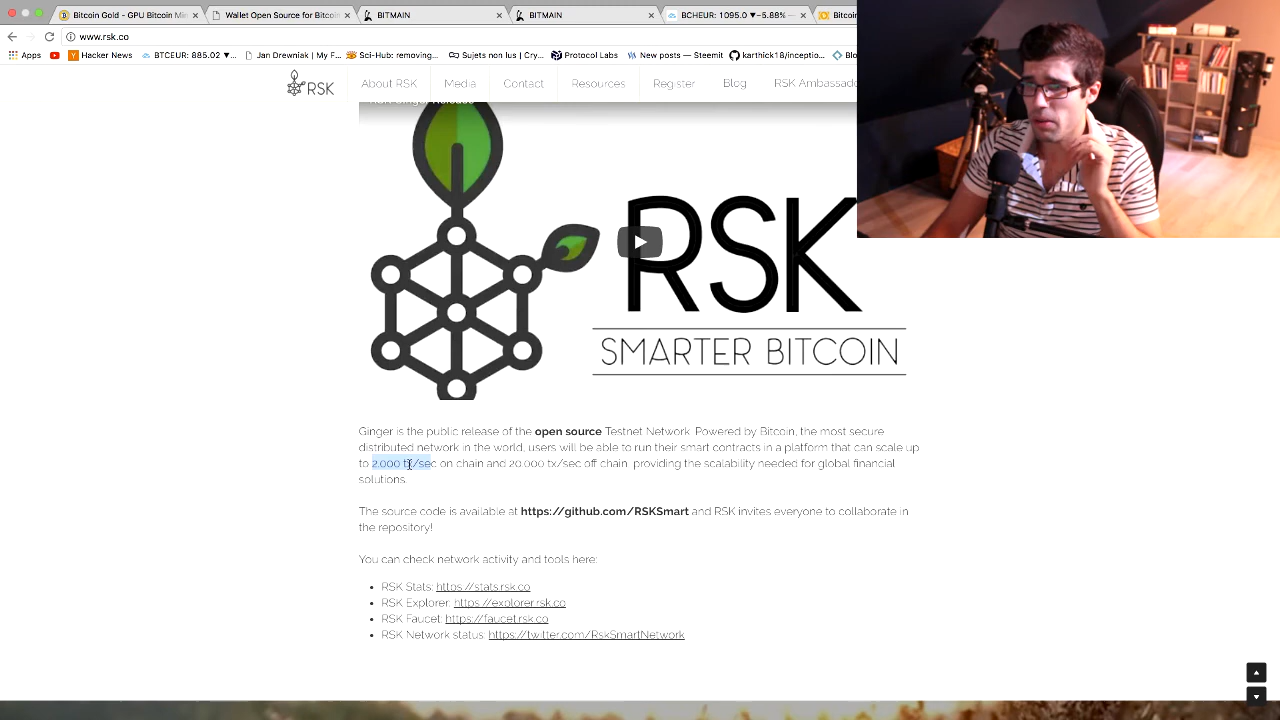 Bitcoin Gold - GPU Bitcoin Mi
Wallet Open Source for Bitcoi
BITMAIN
BITMAIN
BCHEUR: 1095.0 ▼−5.88% —
Bitcoin
www.rsk.co
Apps
Hacker News
BTCEUR: 885.02 ▼...
Jan Drewniak | My F...
Sci-Hub: removing...
Sujets non lus | Cry...
Protocol Labs
New posts — Steemit
karthick18/inceptio...
Blo
RSK
About RSK
Media
Contact
Resources
Register
Blog
RSK Ambassado
RSK Ginger Release
RSK
SMARTER BITCOIN
Ginger is the public release of the open source Testnet Network. Powered by Bitcoin, the most secure
distributed network in the world, users will be able to run their smart contracts in a platform that can scale up
to 2.000 tx/sec on chain and 20.000 tx/sec off chain providing the scalability needed for global financial
solutions.
The source code is available at https://github.com/RSKSmart and RSK invites everyone to collaborate in
the repository!
You can check network activity and tools here:
• RSK Stats: https://stats.rsk.co
• RSK Explorer: https://explorer.rsk.co
• RSK Faucet: https://faucet.rsk.co
• RSK Network status: https://twitter.com/RskSmartNetwork